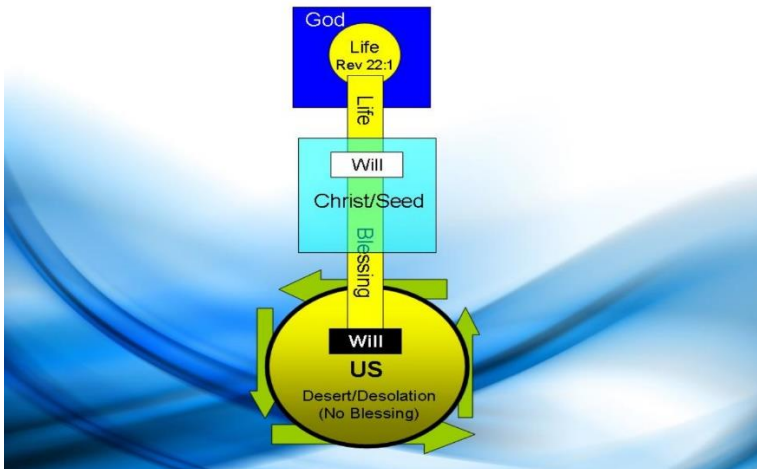 God
Life
Rev 22:1
Life
Will
Christ/Seed
Blessing
Will
US
Desert/Desolation
(No Blessing)